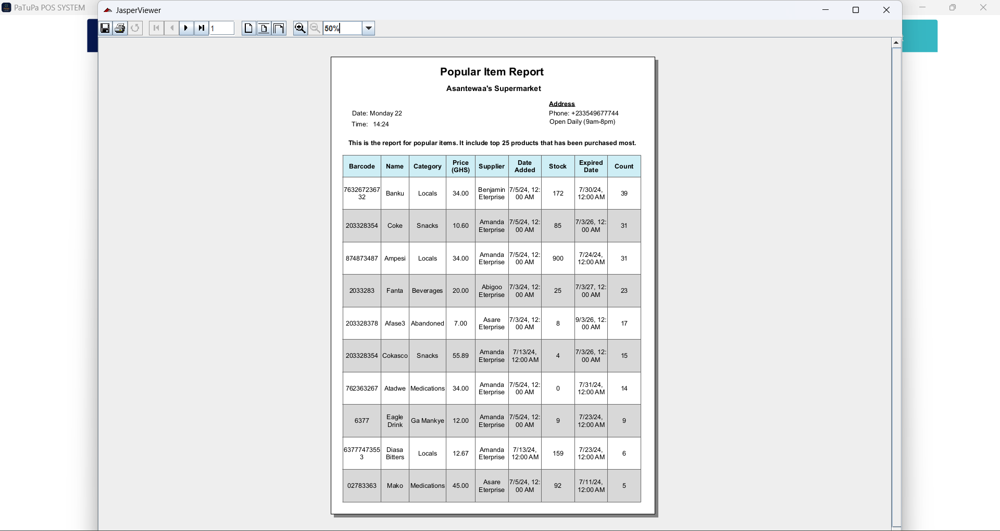 PaTuPa POS SYSTEM
JasperViewer
1
50%
Popular Item Report
Asantewaa's Supermarket
Address
Date: Monday 22
Phone: +233549677744
Time: 14:24
Open Daily (9am-8pm)
This is the report for popular items. It include top 25 products that has been purchased most.
Barcode Name Category Price (GHS) Supplier Date Added Stock Expired Date Count
763267236732 Banku Locals 34.00 Benjamin Eterprise 7/5/24, 12:00 AM 172 7/30/24, 12:00 AM 39
203328354 Coke Snacks 10.60 Amanda Eterprise 7/5/24, 12:00 AM 85 7/3/26, 12:00 AM 31
874873487 Ampesi Locals 34.00 Amanda Eterprise 7/5/24, 12:00 AM 900 7/24/24, 12:00 AM 31
2033283 Fanta Beverages 20.00 Abigoo Eterprise 7/3/24, 12:00 AM 25 7/3/27, 12:00 AM 23
203328378 Afase3 Abandoned 7.00 Asare Eterprise 7/3/24, 12:00 AM 8 9/3/26, 12:00 AM 17
203328354 Cokasco Snacks 55.89 Amanda Eterprise 7/13/24, 12:00 AM 4 7/3/26, 12:00 AM 15
762363267 Atadwe Medications 34.00 Amanda Eterprise 7/5/24, 12:00 AM 0 7/31/24, 12:00 AM 14
6377 Eagle Drink Ga Mankye 12.00 Amanda Eterprise 7/5/24, 12:00 AM 9 7/23/24, 12:00 AM 9
63777473553 Diasa Bitters Locals 12.67 Amanda Eterprise 7/13/24, 12:00 AM 159 7/23/24, 12:00 AM 6
02783363 Mako Medications 45.00 Asare Eterprise 7/5/24, 12:00 AM 92 7/11/24, 12:00 AM 5